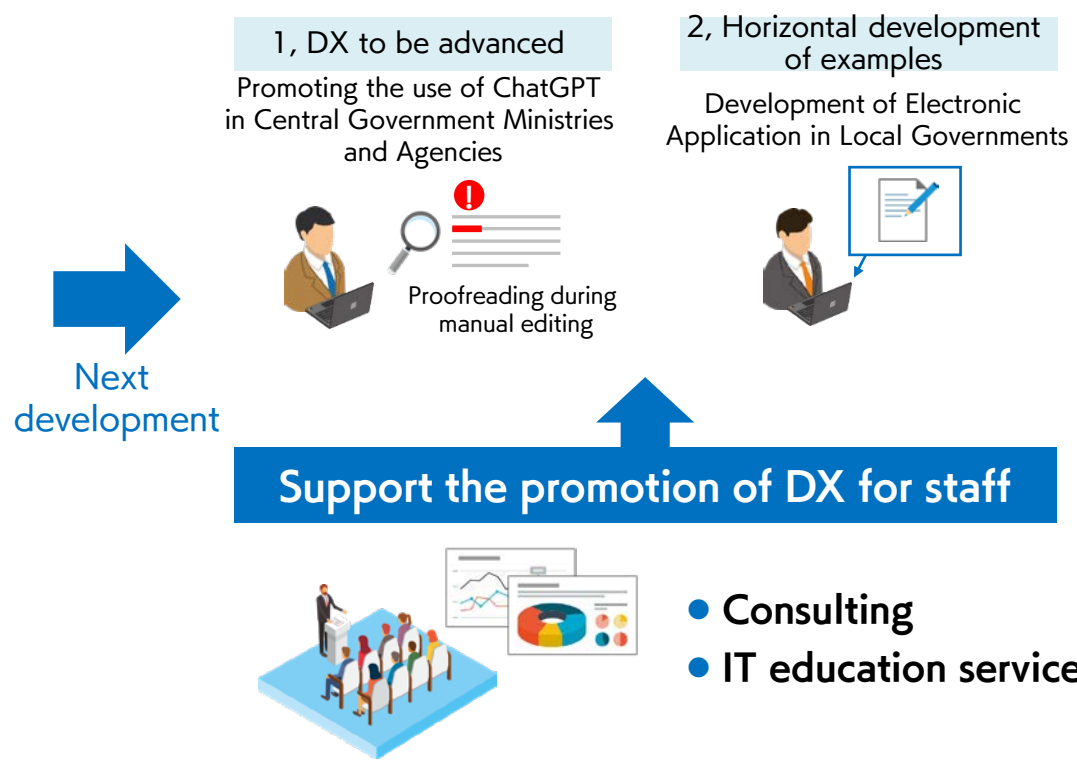 1, DX to be advanced
Promoting the use of ChatGPT
in Central Government Ministries
and Agencies
Proofreading during
manual editing
2, Horizontal development
of examples
Development of Electronic
Application in Local Governments
Next
development
Support the promotion of DX for staff
● Consulting
● IT education service